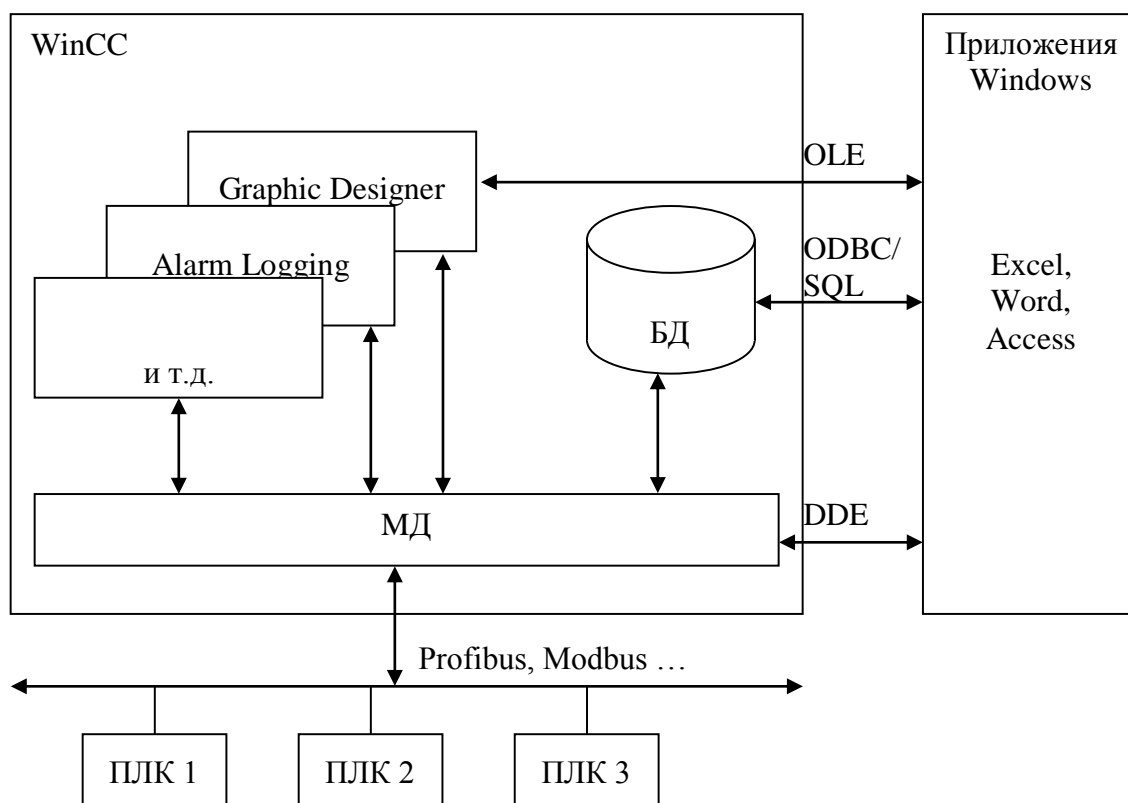 WinCC
Приложения
Windows
OLE
Graphic Designer
ODBC/
SQL
Alarm Logging
Excel,
Word,
Access
БД
и т.д.
МД
DDE
Profibus, Modbus …
ПЛК 1
ПЛК 2
ПЛК 3